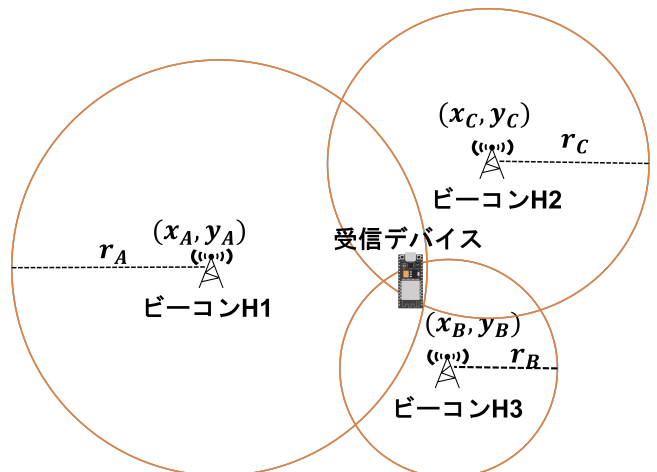 (x_C, y_C)
r_C
ビーコンH2
(x_A, y_A)
受信デバイス
r_A
ビーコンH1
(x_B, y_B)
r_B
ビーコンH3